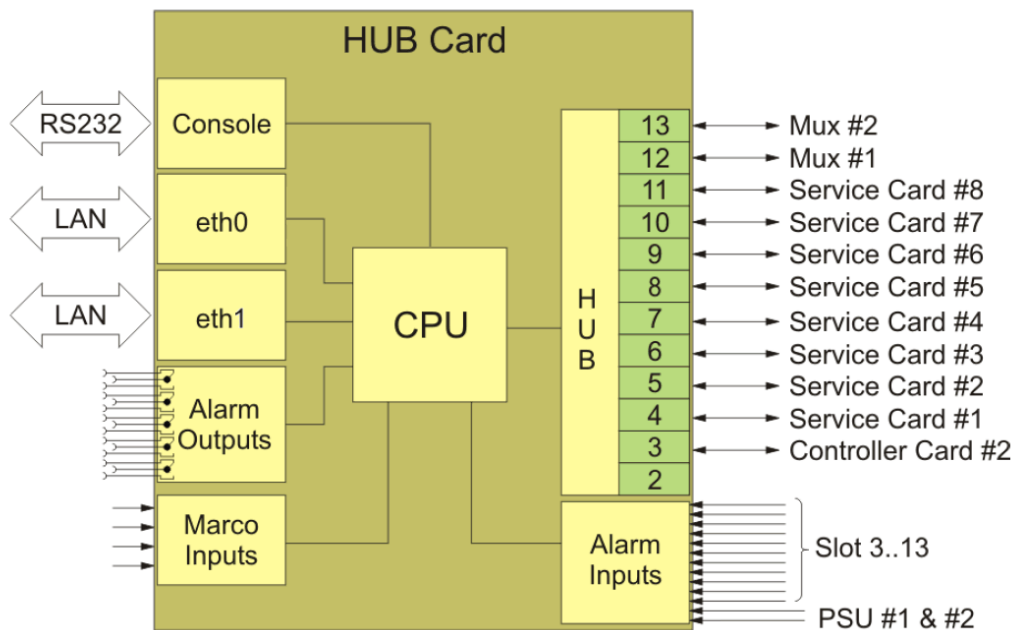 HUB Card
RS232
Console
LAN
eth0
LAN
eth1
Alarm
Outputs
Marco
Inputs
CPU
H
U
B
13
12
11
10
9
8
7
6
5
4
3
2
Mux #2
Mux #1
Service Card #8
Service Card #7
Service Card #6
Service Card #5
Service Card #4
Service Card #3
Service Card #2
Service Card #1
Controller Card #2
Alarm
Inputs
Slot 3..13
PSU #1 & #2